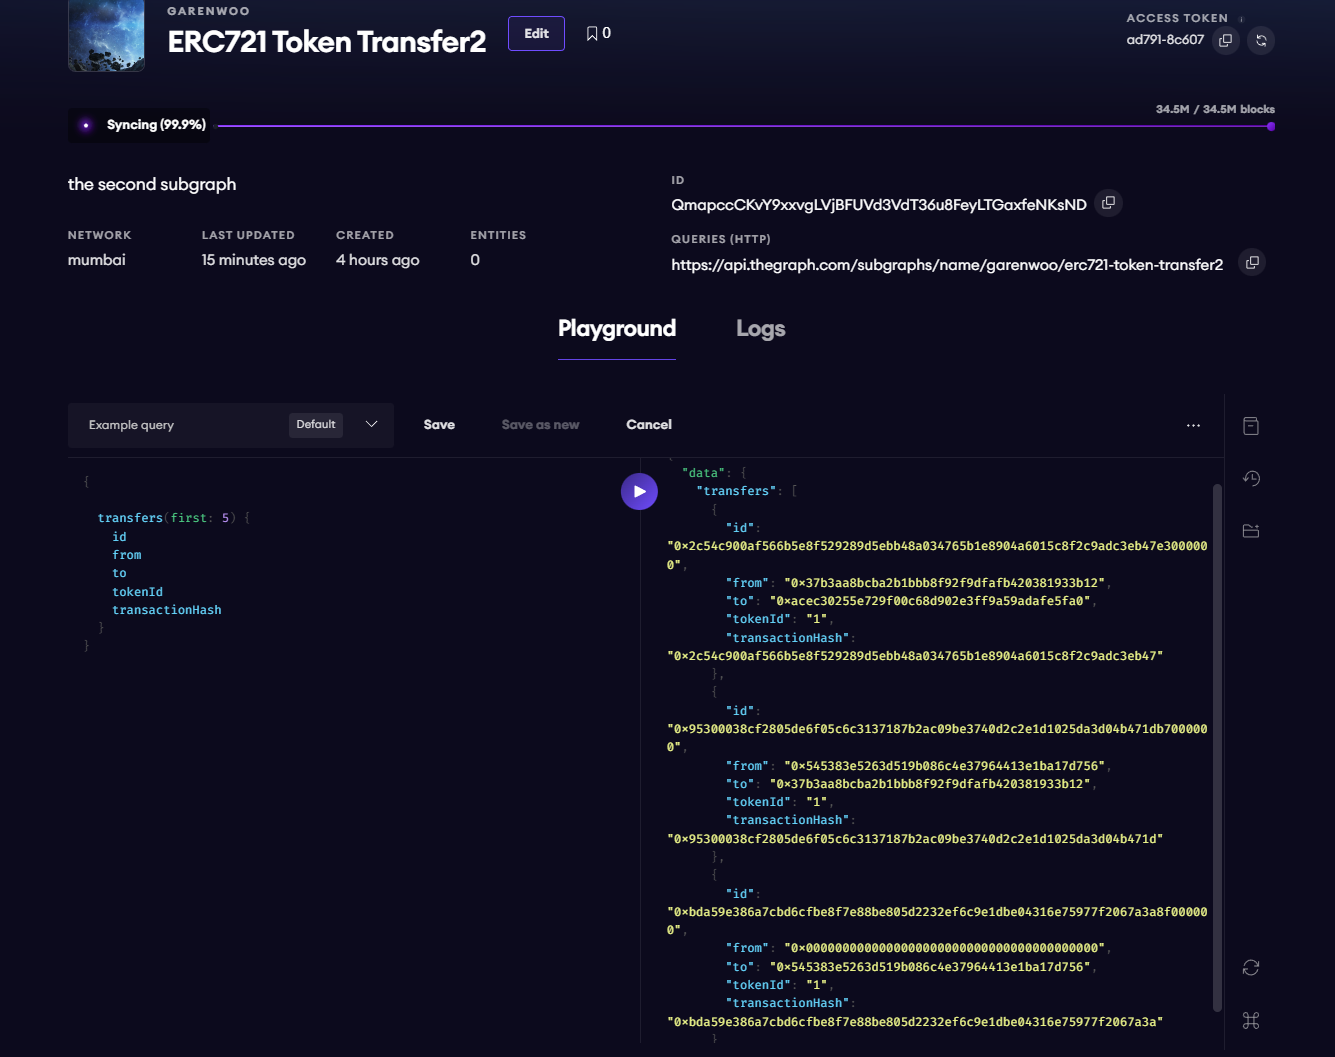 GARENWOO
ERC721 Token Transfer2
Edit
0
ACCESS TOKEN
ad791-8c607
Syncing (99.9%)
34.5M / 34.5M blocks
the second subgraph
ID
QmapccCKvY9xxvgLVjBFUVd3VdT36u8FeyLTGaxfeNKsND
NETWORK
LAST UPDATED
CREATED
ENTITIES
mumbai
15 minutes ago
4 hours ago
0
QUERIES (HTTP)
https://api.thegraph.com/subgraphs/name/garenwoo/erc721-token-transfer2
Playground
Logs
Example query
Default
Save
Save as new
Cancel
{
transfers(first: 5) {
id
from
to
tokenId
transactionHash
}
}
"data": {
"transfers": [
{
"id":
"0x2c54c900af566b5e8f529289d5ebb48a034765b1e8904a6015c8f2c9adc3eb47e300000
0",
"from": "0x37b3aa8bcba2b1bbb8f92f9dfafb420381933b12",
"to": "0xacec30255e729f00c68d902e3ff9a59adafe5fa0",
"tokenId": "1",
"transactionHash":
"0x2c54c900af566b5e8f529289d5ebb48a034765b1e8904a6015c8f2c9adc3eb47"
},
{
"id":
"0x95300038cf2805de6f05c6c3137187b2ac09be3740d2c2e1d1025da3d04b471db700000
0",
"from": "0x545383e5263d519b086c4e37964413e1ba17d756",
"to": "0x37b3aa8bcba2b1bbb8f92f9dfafb420381933b12",
"tokenId": "1",
"transactionHash":
"0x95300038cf2805de6f05c6c3137187b2ac09be3740d2c2e1d1025da3d04b471d"
},
{
"id":
"0xbda59e386a7cbd6cfbe8f7e88be805d2232ef6c9e1dbe04316e75977f2067a3a8f00000
0",
"from": "0x0000000000000000000000000000000000000000",
"to": "0x545383e5263d519b086c4e37964413e1ba17d756",
"tokenId": "1",
"transactionHash":
"0xbda59e386a7cbd6cfbe8f7e88be805d2232ef6c9e1dbe04316e75977f2067a3a"
}